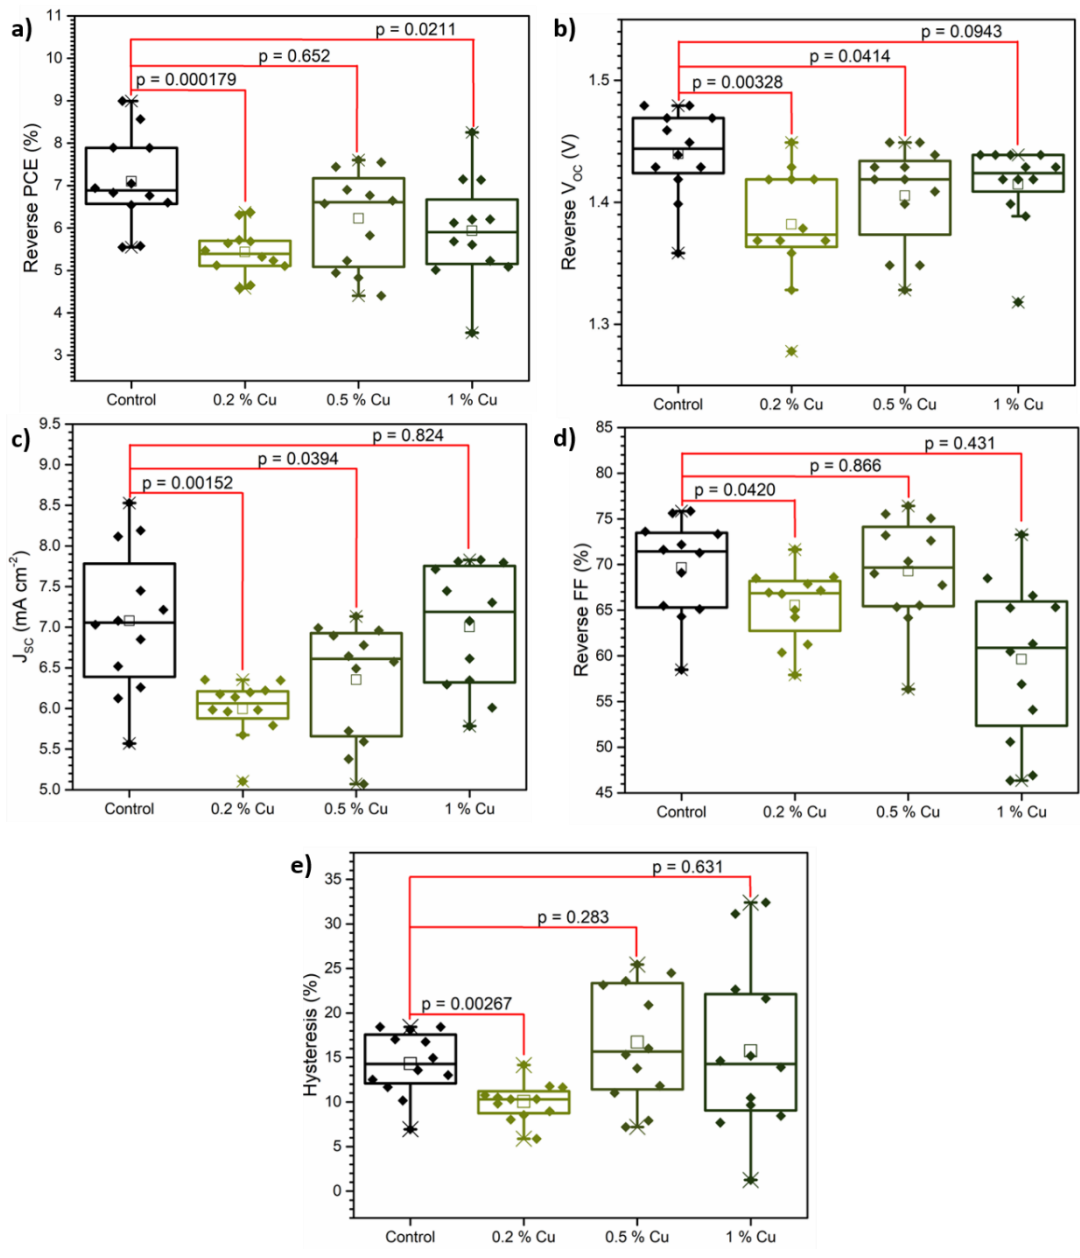 a)
Reverse PCE (%)
11
10
9
8
7
6
5
4
3
p = 0.0211
p = 0.652
p = 0.000179
Control
0.2 % Cu
0.5 % Cu
1 % Cu
b)
Reverse VOC (V)
1.5
1.4
1.3
p = 0.0943
p = 0.0414
p = 0.00328
Control
0.2 % Cu
0.5 % Cu
1 % Cu
c)
JSC (mA cm-2)
9.5
9.0
8.5
8.0
7.5
7.0
6.5
6.0
5.5
5.0
p = 0.824
p = 0.0394
p = 0.00152
Control
0.2 % Cu
0.5 % Cu
1 % Cu
d)
Reverse FF (%)
85
80
75
70
65
60
55
50
45
p = 0.431
p = 0.866
p = 0.0420
Control
0.2 % Cu
0.5 % Cu
1 % Cu
e)
Hysteresis (%)
35
30
25
20
15
10
5
0
p = 0.631
p = 0.283
p = 0.00267
Control
0.2 % Cu
0.5 % Cu
1 % Cu